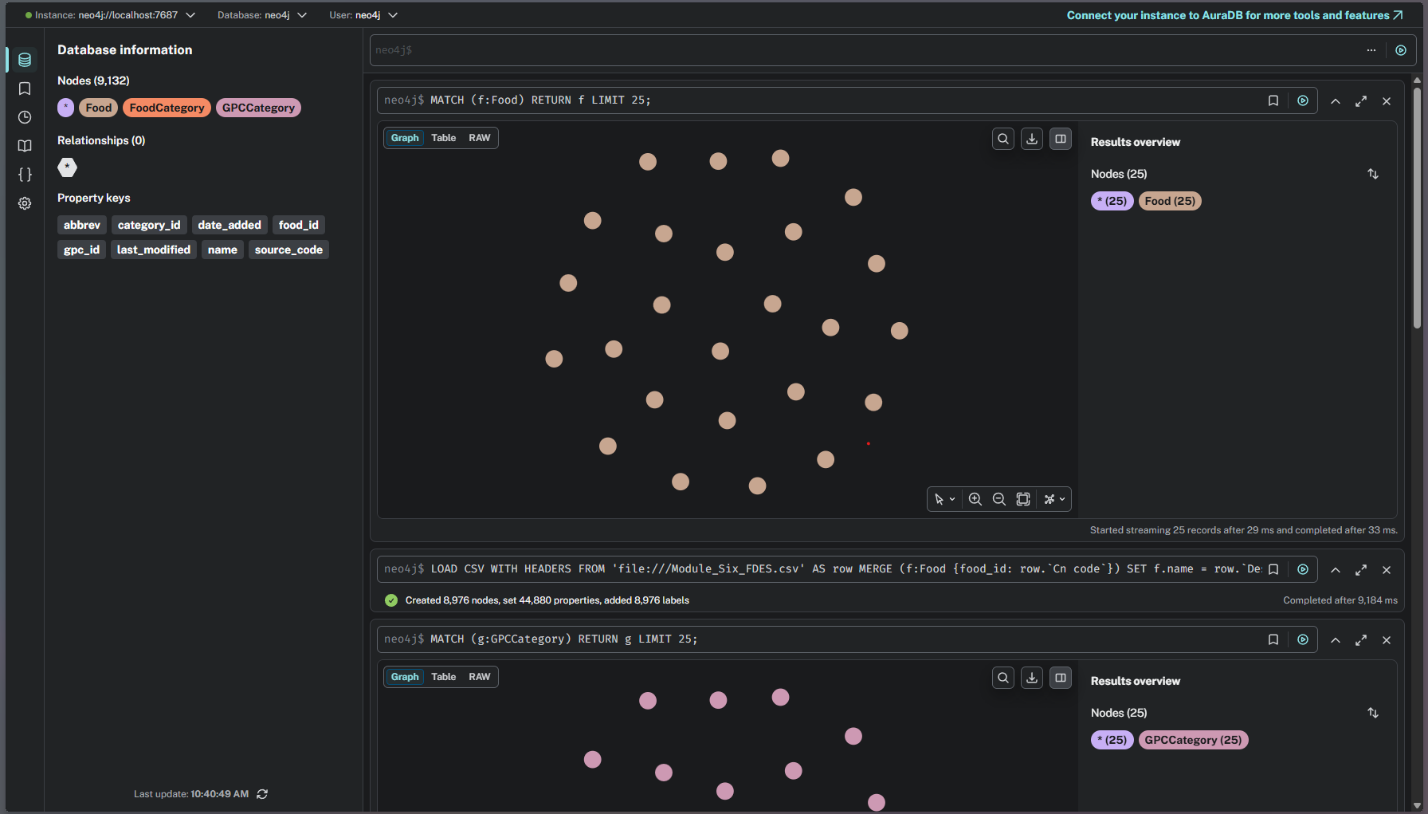 Instance: neo4j://localhost:7687 Database: neo4j User: neo4j Connect your instance to AuraDB for more tools and features
Database information
Nodes (9,132)
* Food FoodCategory GPCCategory
Relationships (0)
*
Property keys
abbrev category_id date_added food_id
gpc_id last_modified name source_code
Last update: 10:40:49 AM
neo4j$
neo4j$ MATCH (f:Food) RETURN f LIMIT 25;
Graph Table RAW
Results overview
Nodes (25)
* (25) Food (25)
Started streaming 25 records after 29 ms and completed after 33 ms.
neo4j$ LOAD CSV WITH HEADERS FROM 'file:///Module_Six_FDES.csv' AS row MERGE (f:Food {food_id: row.`Cn code`}) SET f.name = row.`De
Created 8,976 nodes, set 44,880 properties, added 8,976 labels Completed after 9,184 ms
neo4j$ MATCH (g:GPCCategory) RETURN g LIMIT 25;
Graph Table RAW
Results overview
Nodes (25)
* (25) GPCCategory (25)